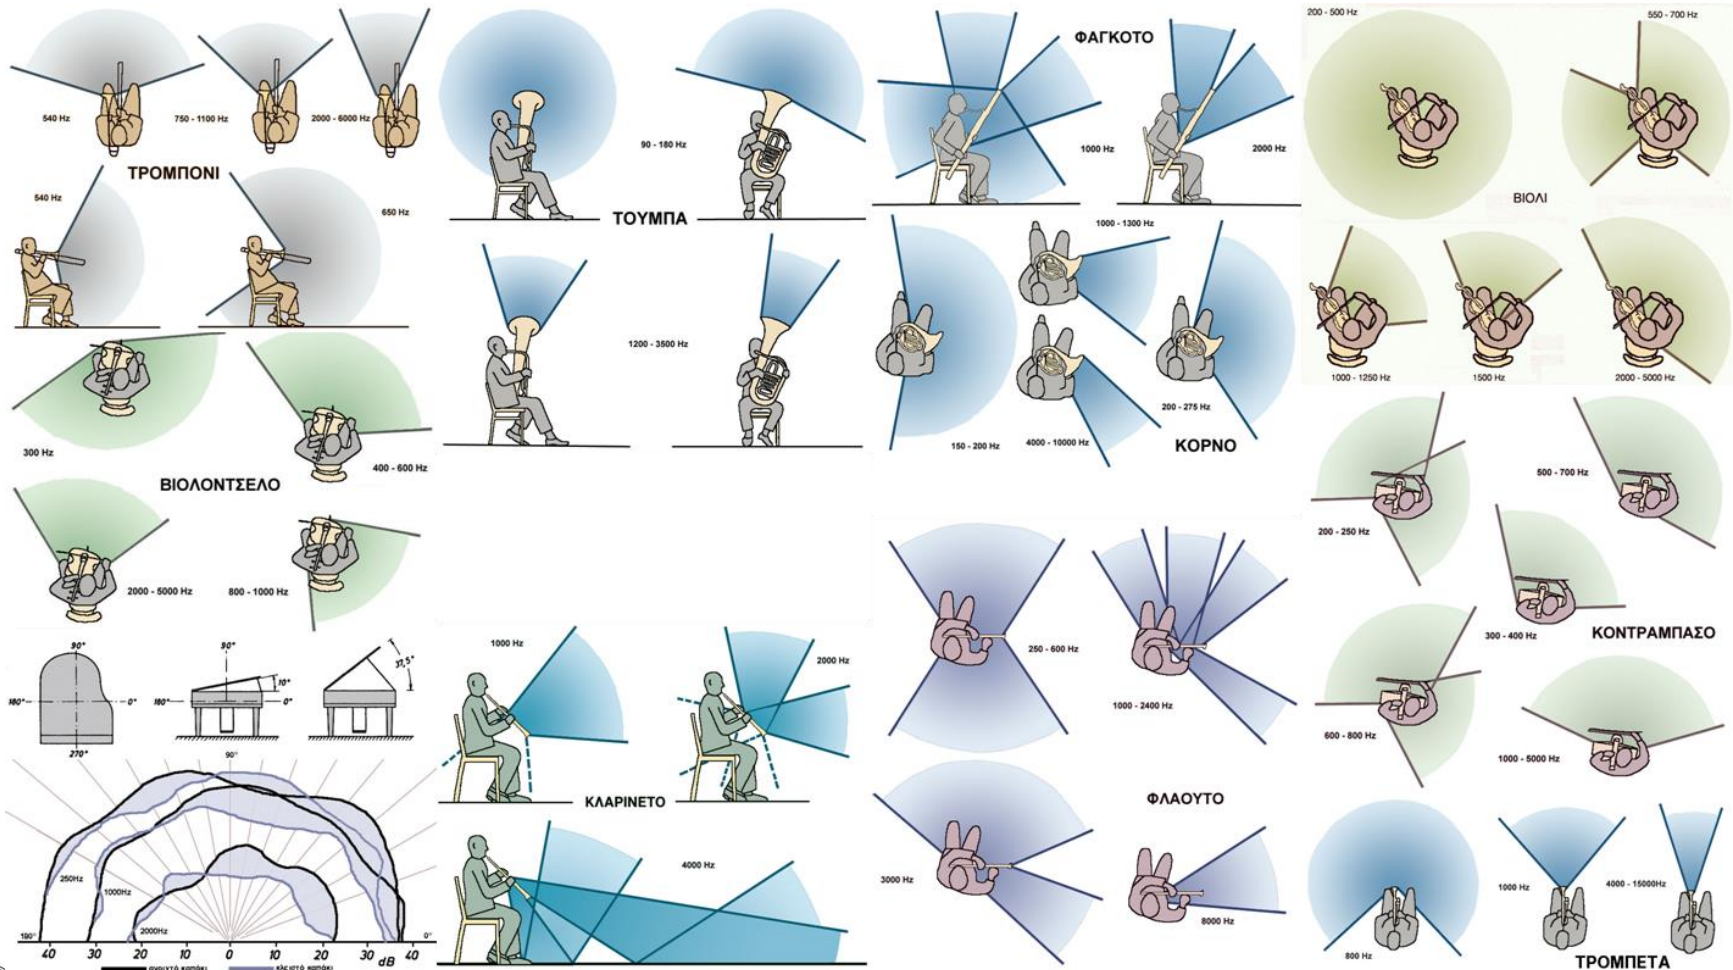 540 Hz
750 - 1100 Hz
2000 - 6000 Hz
ΤΡΟΜΠΟΝΙ
540 Hz
650 Hz
300 Hz
400 - 600 Hz
ΒΙΟΛΟΝΤΣΕΛΟ
2000 - 5000 Hz
800 - 1000 Hz
90°
180°
0°
270°
90°
180°
10°
0°
37,5°
90°
250Hz
1000Hz
2000Hz
180°
0°
40
30
20
10
0
10
20
30
dB
40
ανοιχτό καπάκι
κλειστό καπάκι
90 - 180 Hz
ΤΟΥΜΠΑ
1200 - 3500 Hz
1000 Hz
2000 Hz
ΚΛΑΡΙΝΕΤΟ
4000 Hz
ΦΑΓΚΟΤΟ
1000 Hz
2000 Hz
1000 - 1300 Hz
200 - 275 Hz
150 - 200 Hz
4000 - 10000 Hz
ΚΟΡΝΟ
250 - 600 Hz
1000 - 2400 Hz
ΦΛΑΟΥΤΟ
3000 Hz
8000 Hz
200 - 500 Hz
550 - 700 Hz
ΒΙΟΛΙ
1000 - 1250 Hz
1500 Hz
2000 - 5000 Hz
500 - 700 Hz
200 - 250 Hz
300 - 400 Hz
ΚΟΝΤΡΑΜΠΑΣΟ
600 - 800 Hz
1000 - 5000 Hz
1000 Hz
4000 - 15000Hz
800 Hz
ΤΡΟΜΠΕΤΑ